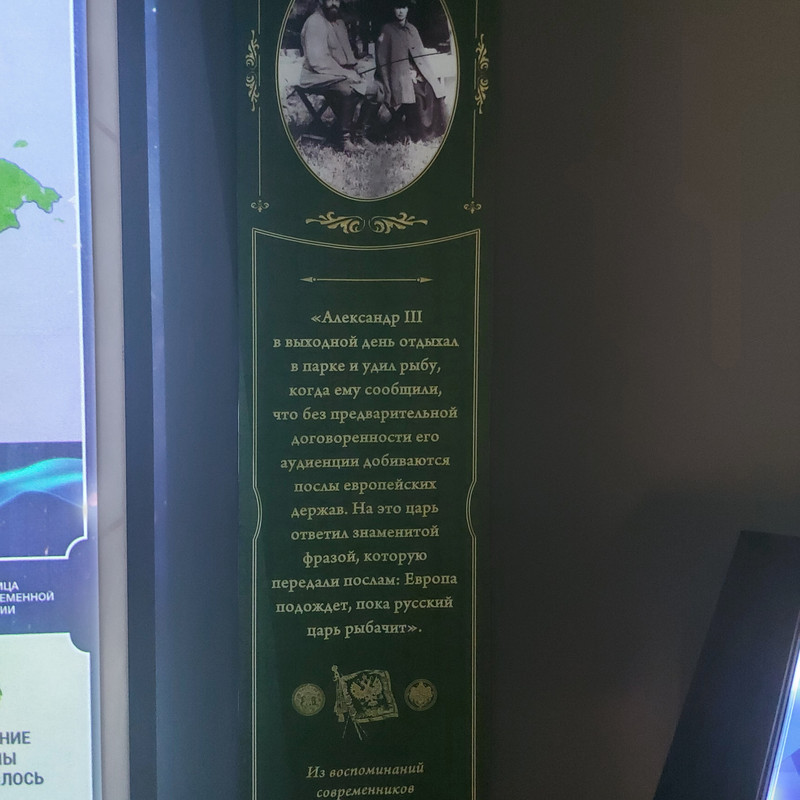 «Александр III
в выходной день отдыхал
в парке и удил рыбу,
когда ему сообщили,
что без предварительной
договоренности его
аудиенции добиваются
послы европейских
держав. На это царь
ответил знаменитой
фразой, которую
передали послам: Европа
подождет, пока русский
царь рыбачит».
Из воспоминаний
современников